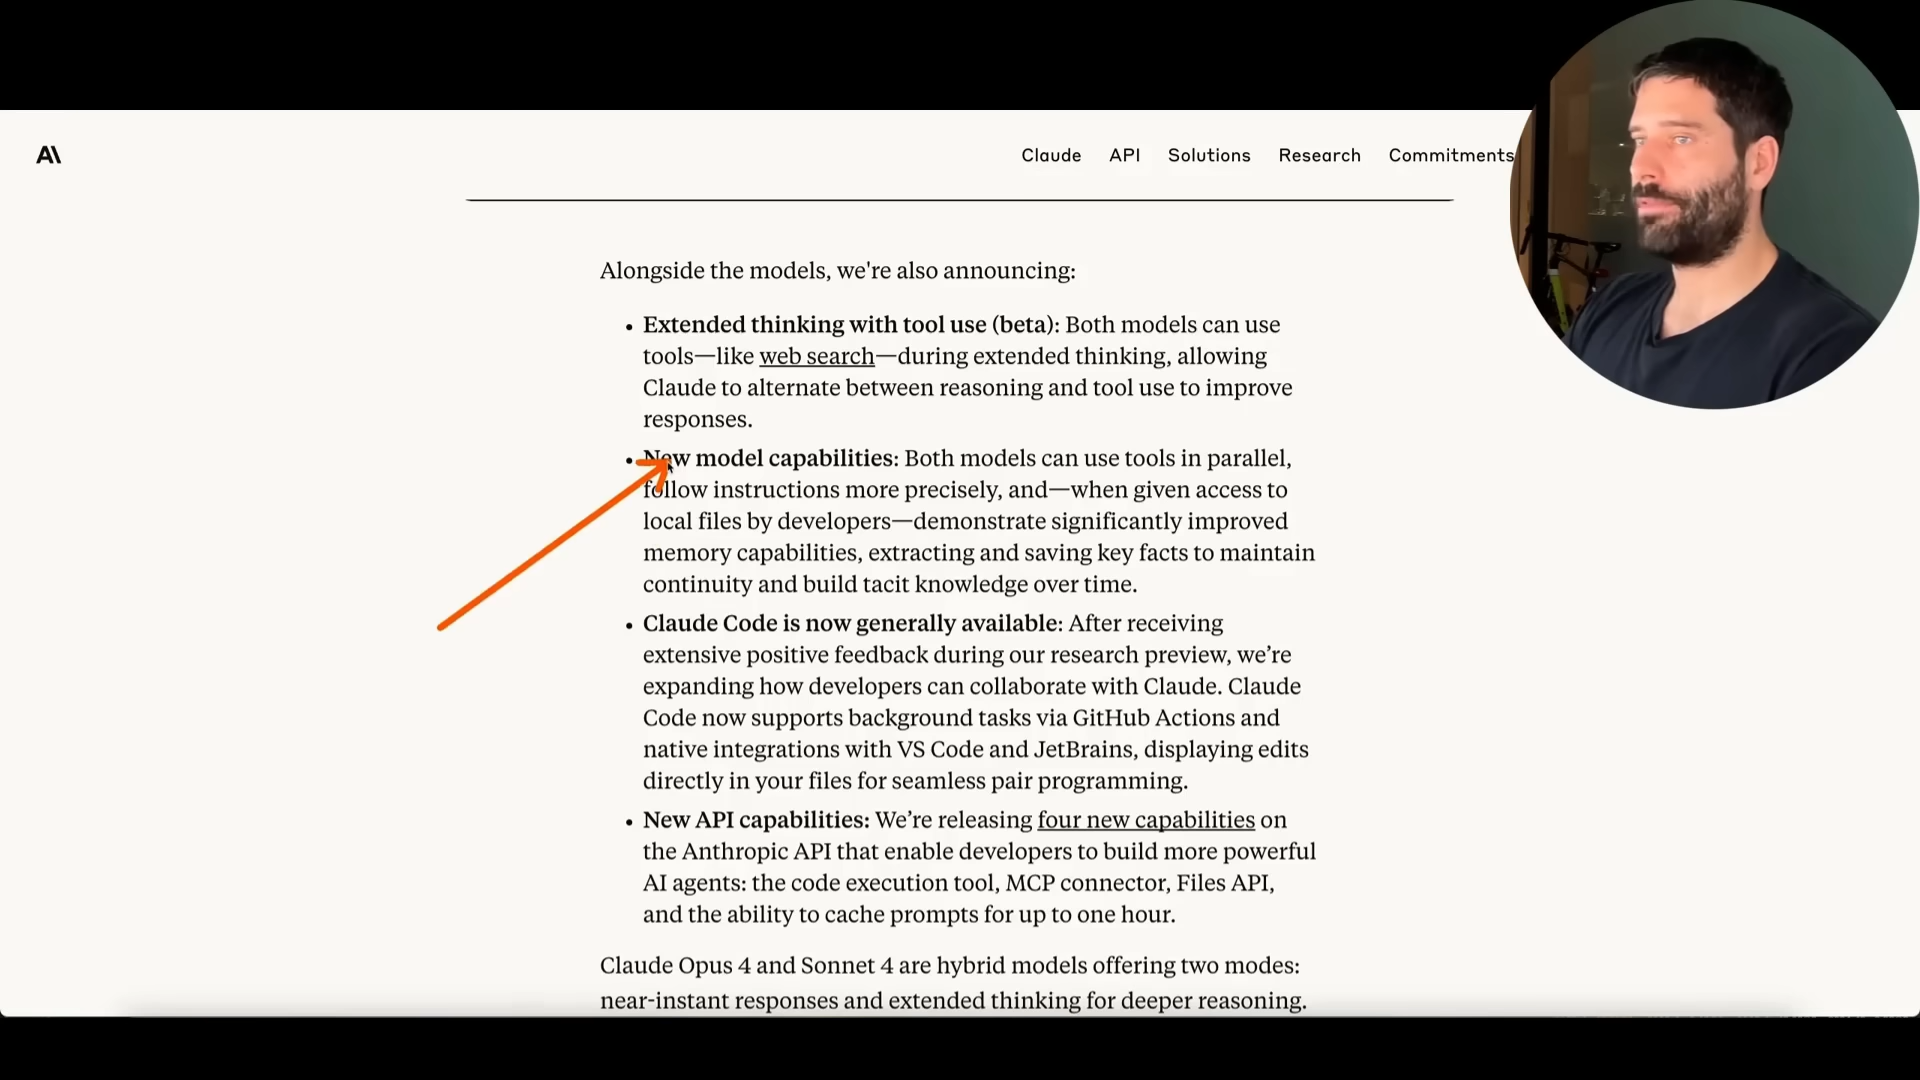 A\
Claude API Solutions Research Commitments
Alongside the models, we're also announcing:
• Extended thinking with tool use (beta): Both models can use
tools—like web search—during extended thinking, allowing
Claude to alternate between reasoning and tool use to improve
responses.
• New model capabilities: Both models can use tools in parallel,
follow instructions more precisely, and—when given access to
local files by developers—demonstrate significantly improved
memory capabilities, extracting and saving key facts to maintain
continuity and build tacit knowledge over time.
• Claude Code is now generally available: After receiving
extensive positive feedback during our research preview, we’re
expanding how developers can collaborate with Claude. Claude
Code now supports background tasks via GitHub Actions and
native integrations with VS Code and JetBrains, displaying edits
directly in your files for seamless pair programming.
• New API capabilities: We’re releasing four new capabilities on
the Anthropic API that enable developers to build more powerful
AI agents: the code execution tool, MCP connector, Files API,
and the ability to cache prompts for up to one hour.
Claude Opus 4 and Sonnet 4 are hybrid models offering two modes:
near-instant responses and extended thinking for deeper reasoning.